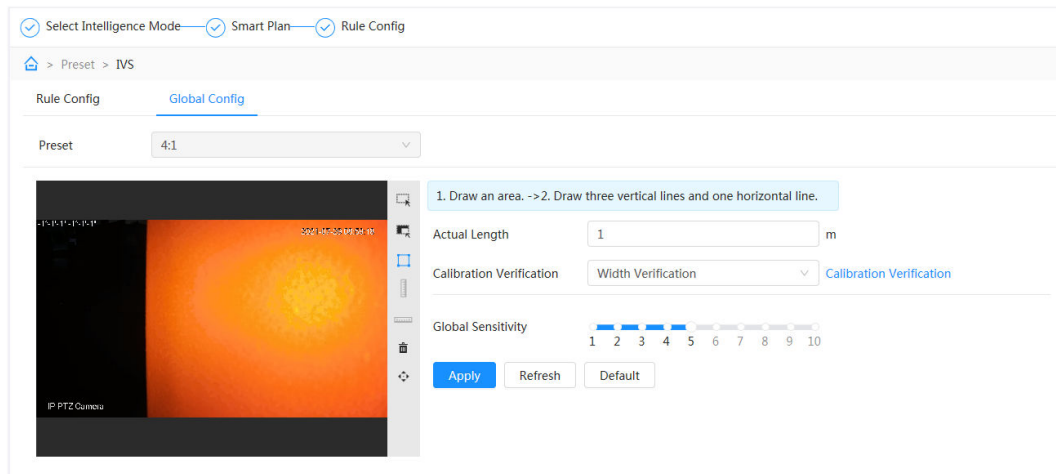 Select Intelligence Mode Smart Plan Rule Config
> Preset > IVS
Rule Config Global Config
Preset 4:1
1. Draw an area. ->2. Draw three vertical lines and one horizontal line.
Actual Length 1 m
Calibration Verification Width Verification Calibration Verification
Global Sensitivity
1 2 3 4 5 6 7 8 9 10
Apply Refresh Default
IP PTZ Camera